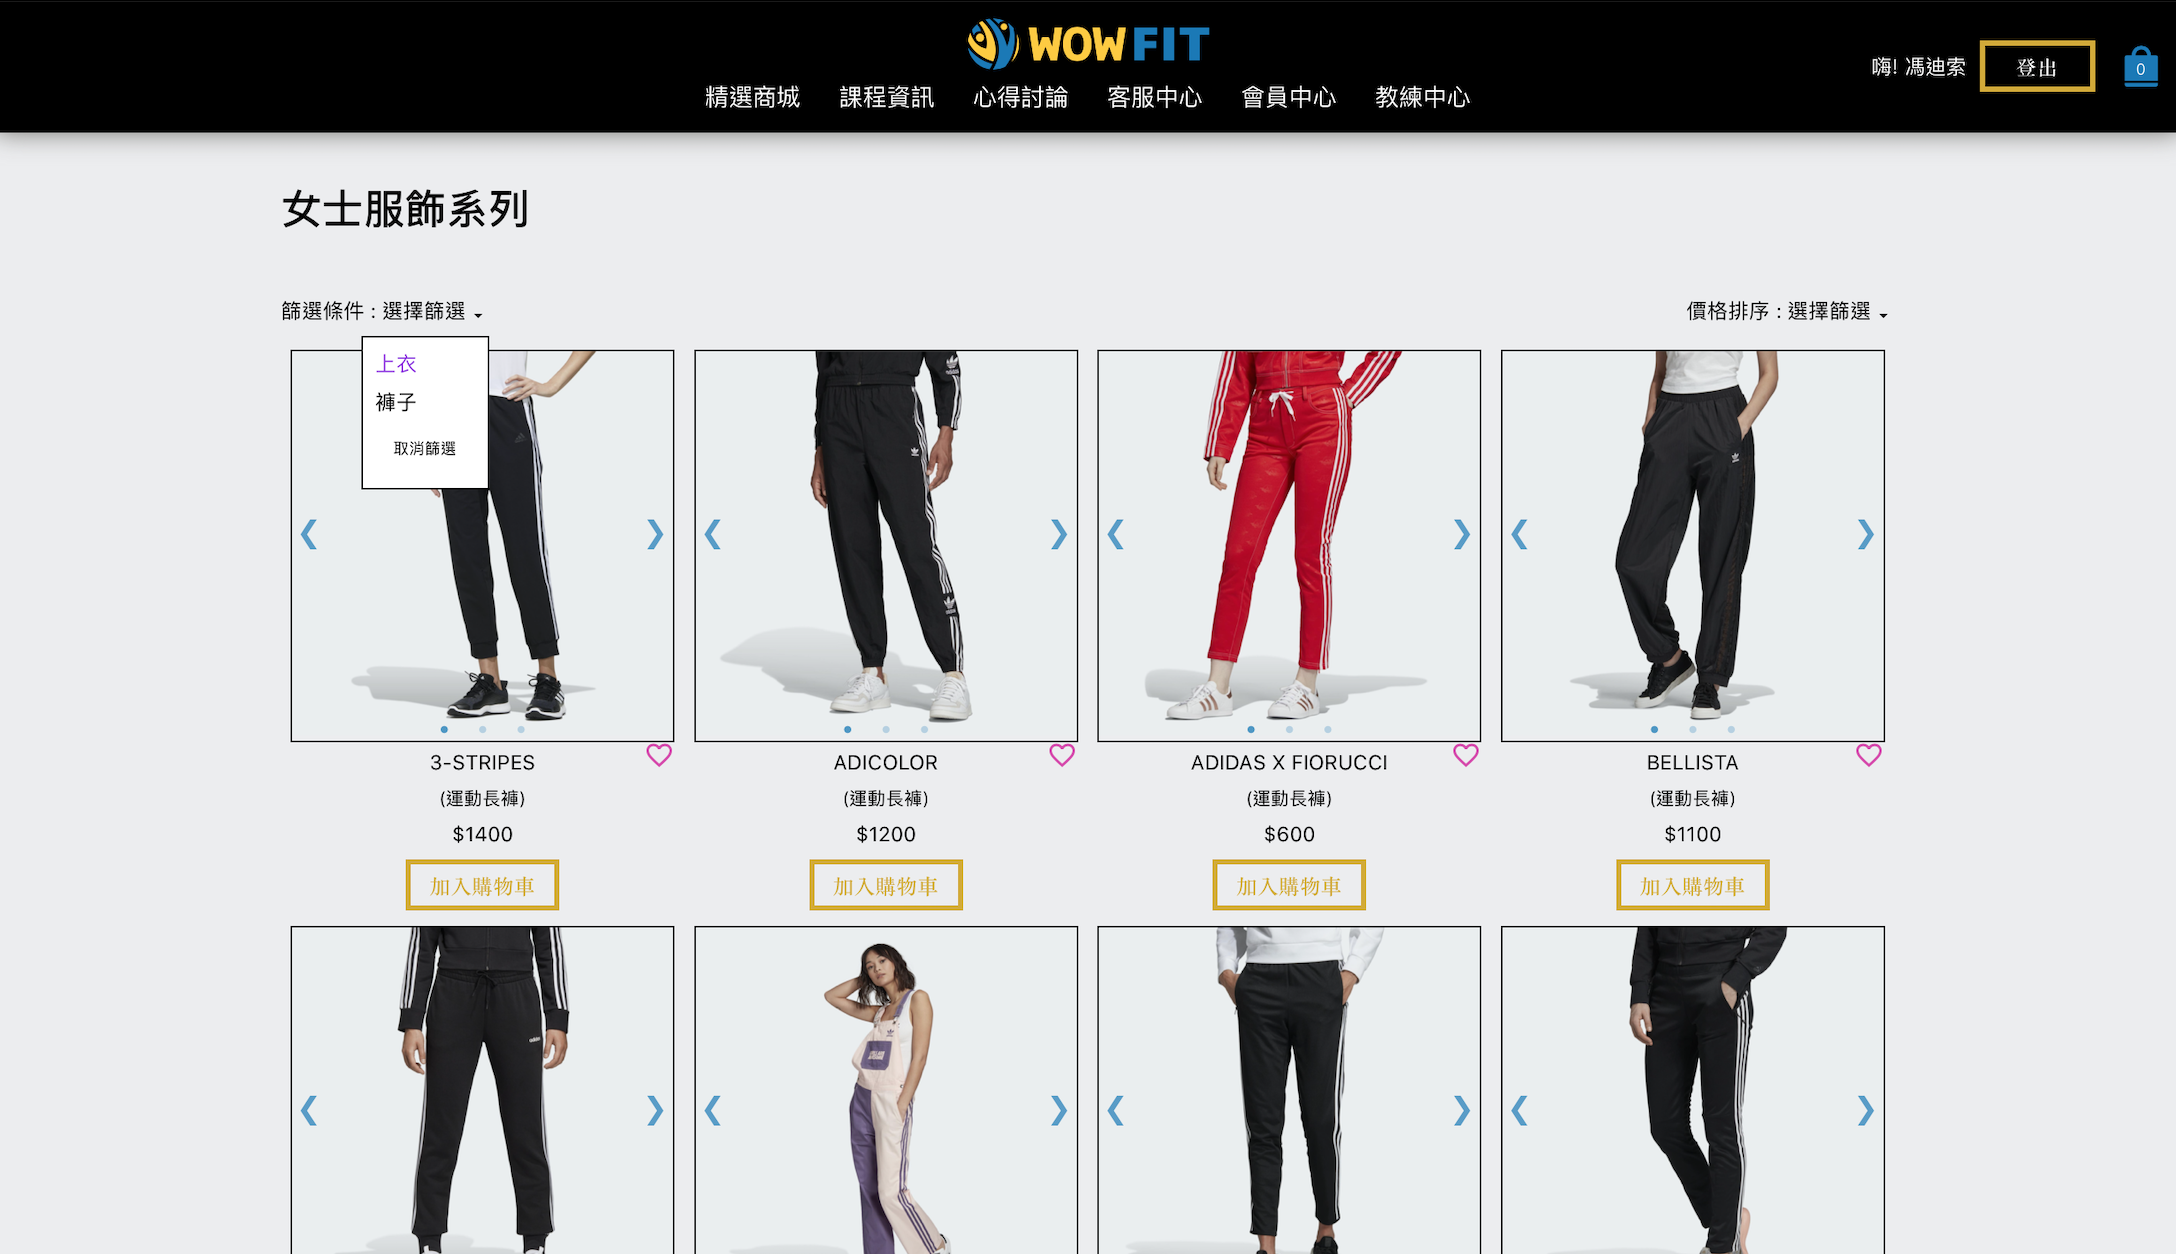 WOWFIT
精選商城 課程資訊 心得討論 客服中心 會員中心 教練中心
嗨! 馮迪索 登出 0
女士服飾系列
篩選條件 : 選擇篩選
價格排序 : 選擇篩選
上衣
褲子
取消篩選
3-STRIPES
(運動長褲)
$1400
加入購物車
ADICOLOR
(運動長褲)
$1200
加入購物車
ADIDAS X FIORUCCI
(運動長褲)
$600
加入購物車
BELLISTA
(運動長褲)
$1100
加入購物車
adidas